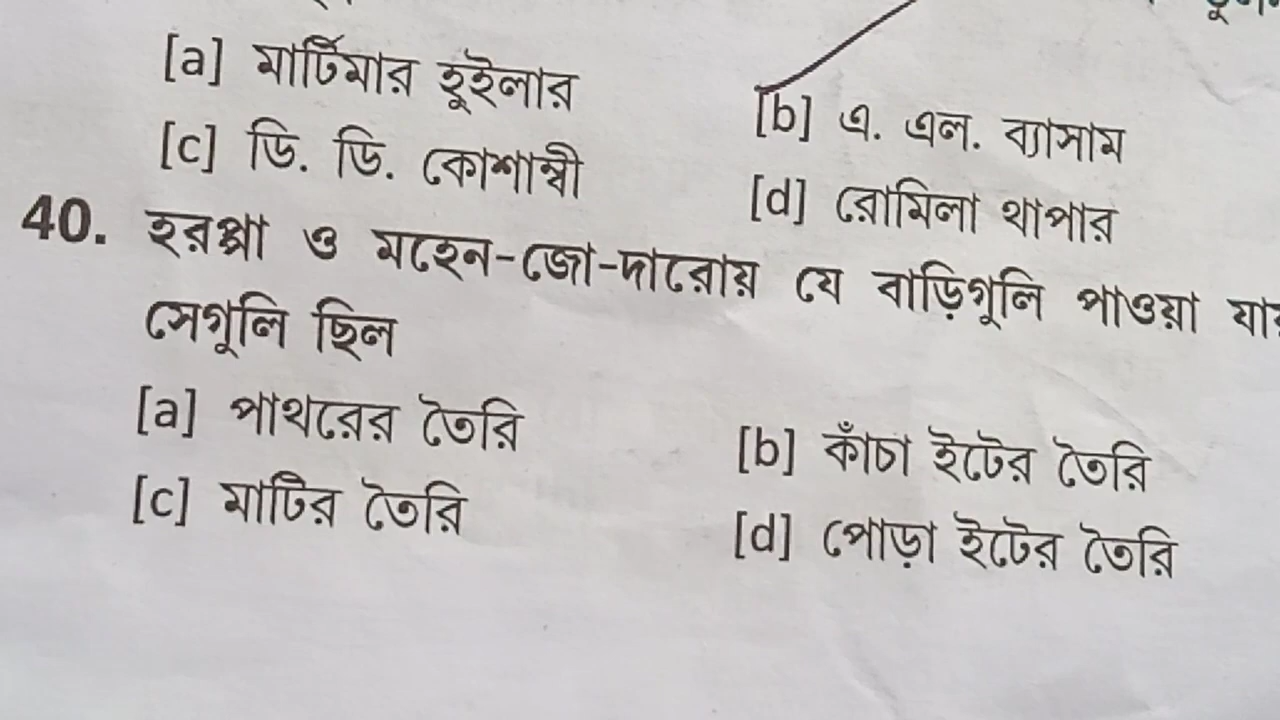 [a] মার্টিমার হুইলার [b] এ. এল. ব্যাসাম
[c] ডি. ডি. কোশাম্বী [d] রোমিলা থাপার
40. হরপ্পা ও মহেন-জো-দারোয় যে বাড়িগুলি পাওয়া
সেগুলি ছিল
[a] পাথরের তৈরি [b] কাঁচা ইটের তৈরি
[c] মাটির তৈরি [d] পোড়া ইটের তৈরি